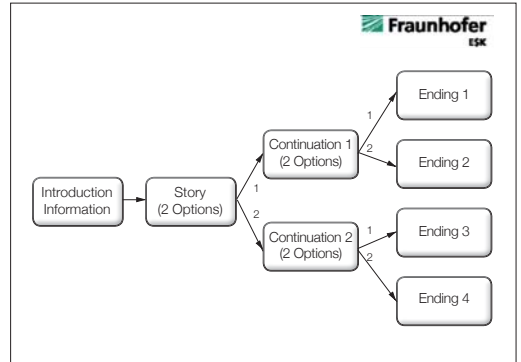 Fraunhofer
ESK
Introduction
Information
Story
(2 Options)
1
2
Continuation 1
(2 Options)
1
2
Continuation 2
(2 Options)
1
2
Ending 1
Ending 2
Ending 3
Ending 4